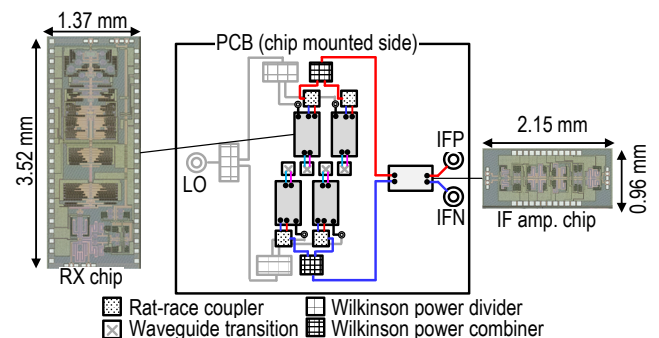 1.37 mm
3.52 mm
RX chip
PCB (chip mounted side)
LO
IFP
IFN
2.15 mm
0.96 mm
IF amp. chip
Rat-race coupler
Wilkinson power divider
Waveguide transition
Wilkinson power combiner